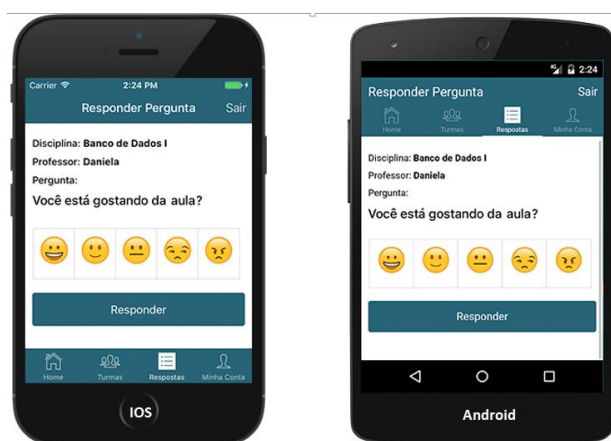 Carrier 2:24 PM
Responder Pergunta Sair
Disciplina: Banco de Dados I
Professor: Daniela
Pergunta:
Você está gostando da aula?
Responder
Home Turmas Respostas Minha Conta
IOS
4G 2:24
Responder Pergunta Sair
Home Turmas Respostas Minha Conta
Disciplina: Banco de Dados I
Professor: Daniela
Pergunta:
Você está gostando da aula?
Responder
Android